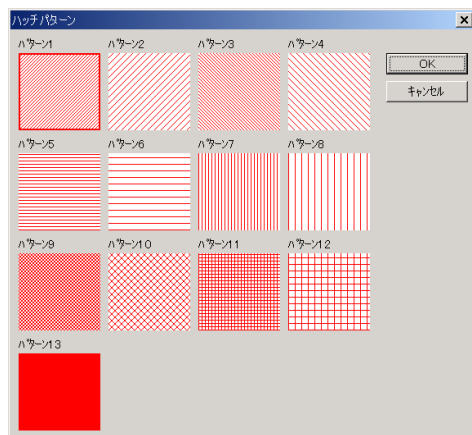 ハッチパターン
ﾊﾟﾀｰﾝ1
ﾊﾟﾀｰﾝ2
ﾊﾟﾀｰﾝ3
ﾊﾟﾀｰﾝ4
OK
ｷｬﾝｾﾙ
ﾊﾟﾀｰﾝ5
ﾊﾟﾀｰﾝ6
ﾊﾟﾀｰﾝ7
ﾊﾟﾀｰﾝ8
ﾊﾟﾀｰﾝ9
ﾊﾟﾀｰﾝ10
ﾊﾟﾀｰﾝ11
ﾊﾟﾀｰﾝ12
ﾊﾟﾀｰﾝ13